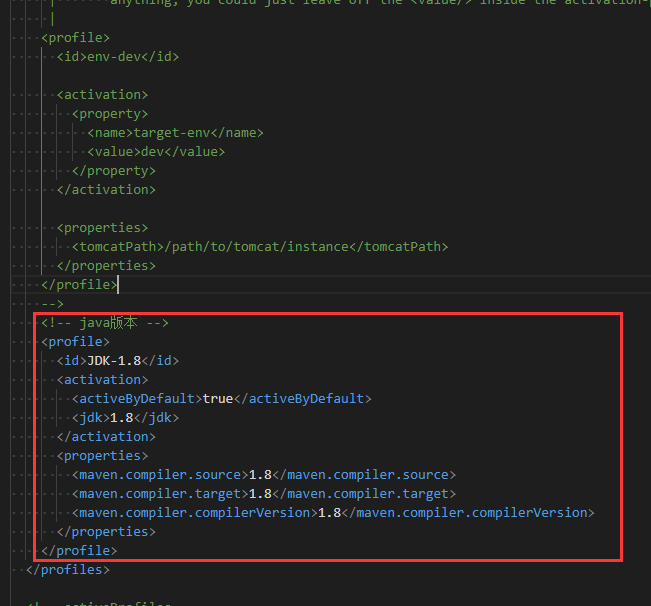 | anything, you could just leave off the <value/> inside the activation-p
|
<profile>
<id>env-dev</id>
<activation>
<property>
<name>target-env</name>
<value>dev</value>
</property>
</activation>
<properties>
<tomcatPath>/path/to/tomcat/instance</tomcatPath>
</properties>
</profile>
-->
<!-- java版本 -->
<profile>
<id>JDK-1.8</id>
<activation>
<activeByDefault>true</activeByDefault>
<jdk>1.8</jdk>
</activation>
<properties>
<maven.compiler.source>1.8</maven.compiler.source>
<maven.compiler.target>1.8</maven.compiler.target>
<maven.compiler.compilerVersion>1.8</maven.compiler.compilerVersion>
</properties>
</profile>
</profiles>
<!-- activeProfiles